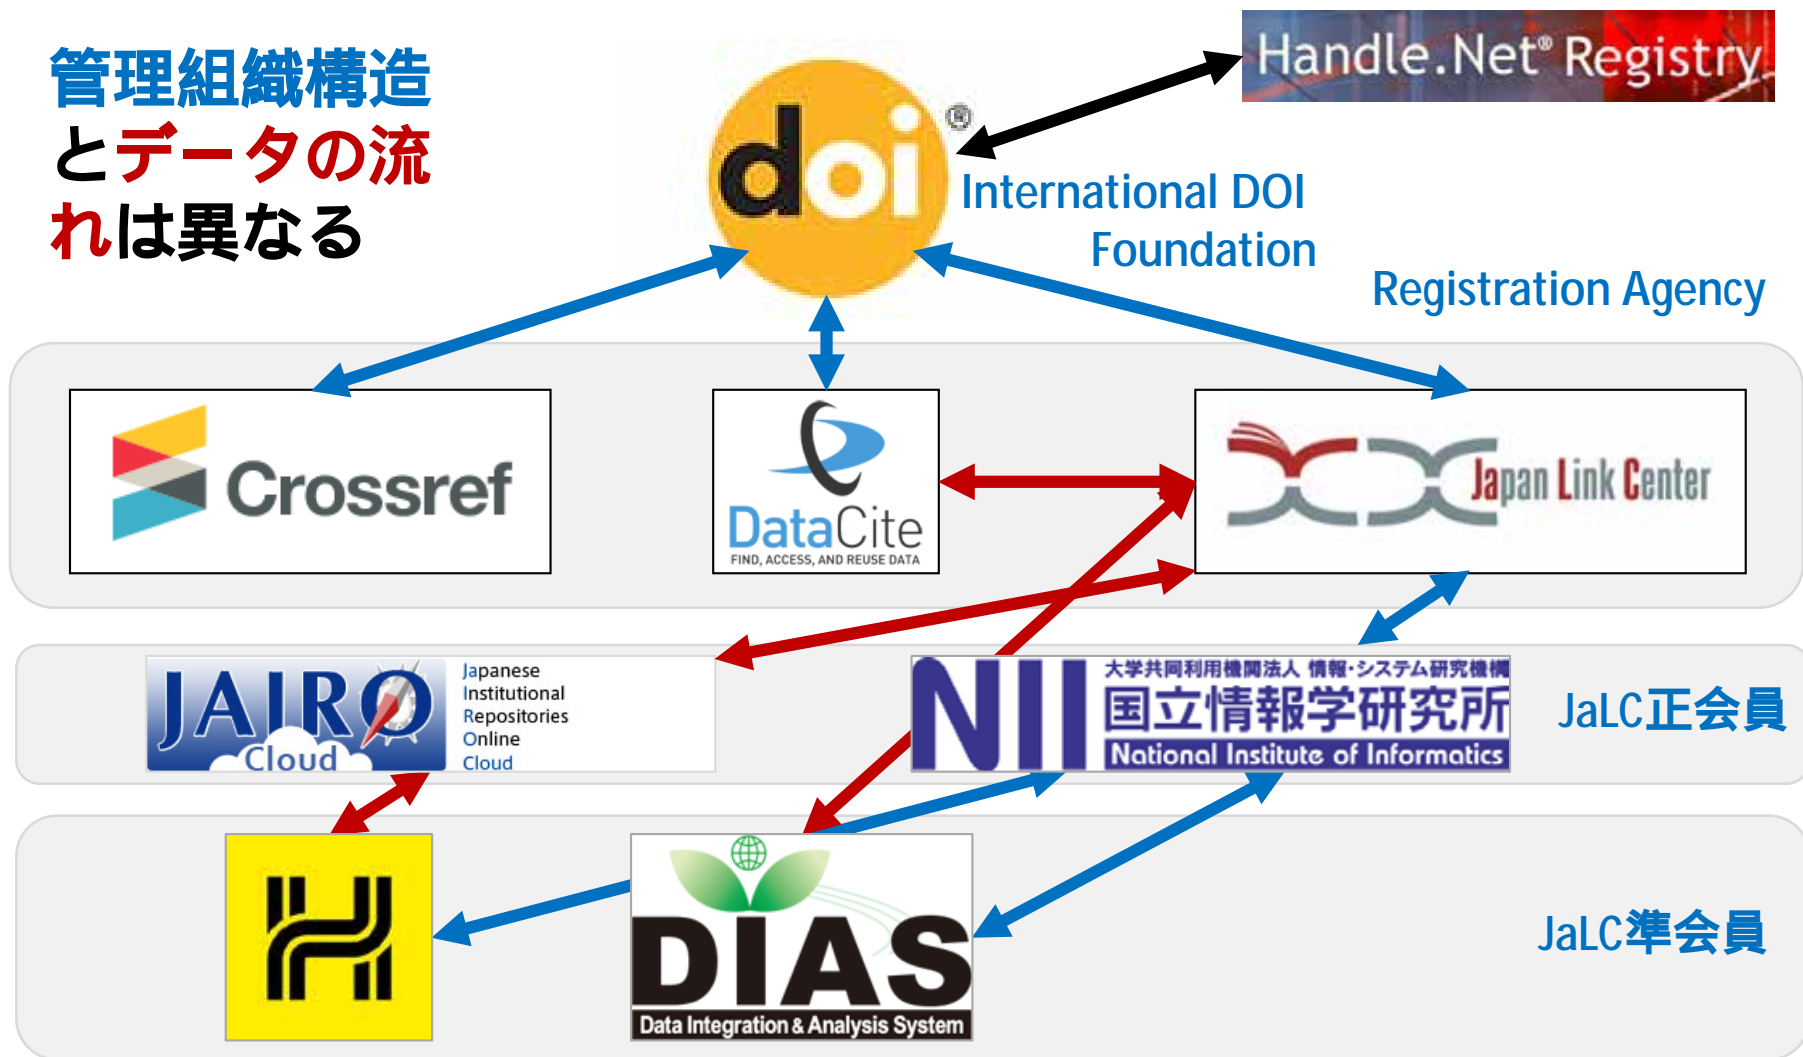 管理組織構造
とデータの流
れは異なる
Handle.Net® Registry
doi®
International DOI
Foundation
Registration Agency
Crossref
DataCite
FIND, ACCESS, AND REUSE DATA
Japan Link Center
JAIRO
Cloud
Japanese
Institutional
Repositories
Online
Cloud
NII
大学共同利用機関法人 情報・システム研究機構
国立情報学研究所
National Institute of Informatics
JaLC正会員
H
DIAS
Data Integration & Analysis System
JaLC準会員